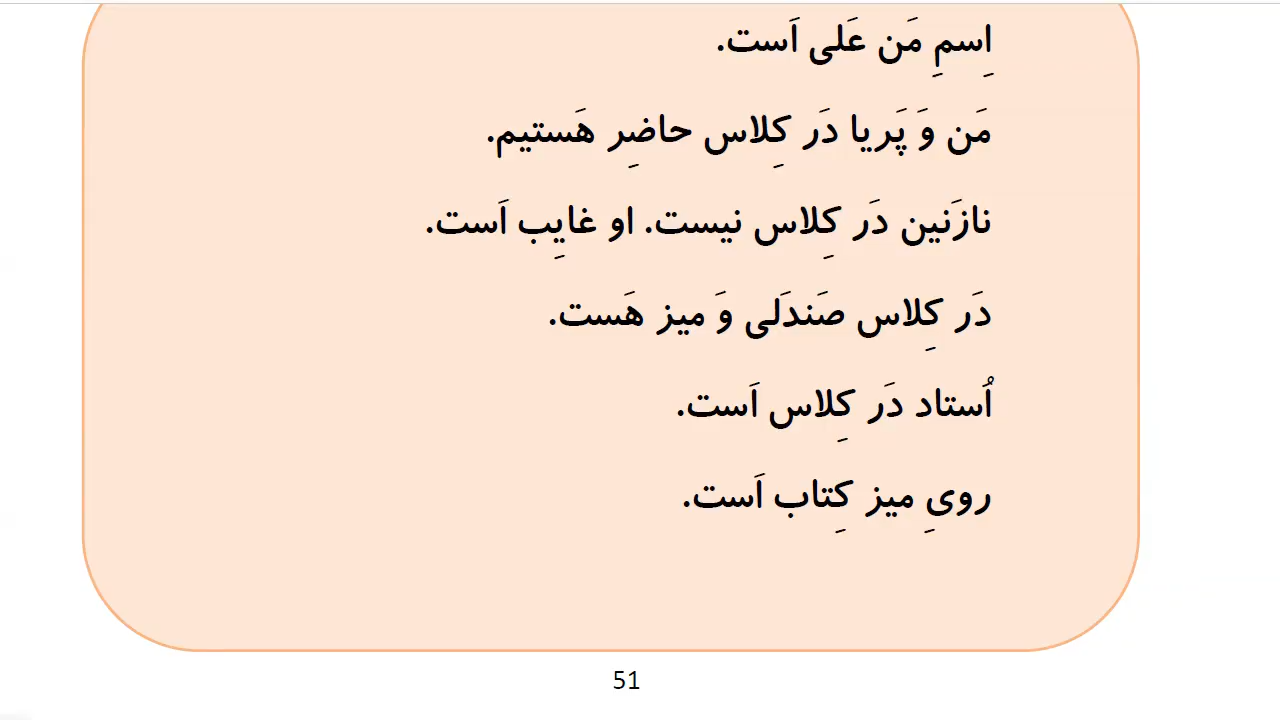 اِسمِ مَن عَلی اَست.
مَن وَ پَریا دَر کِلاس حاضِر هَستیم.
نازَنین دَر کِلاس نیست. او غایِب اَست.
دَر کِلاس صَندَلی وَ میز هَست.
اُستاد دَر کِلاس اَست.
رویِ میز کِتاب اَست.
51